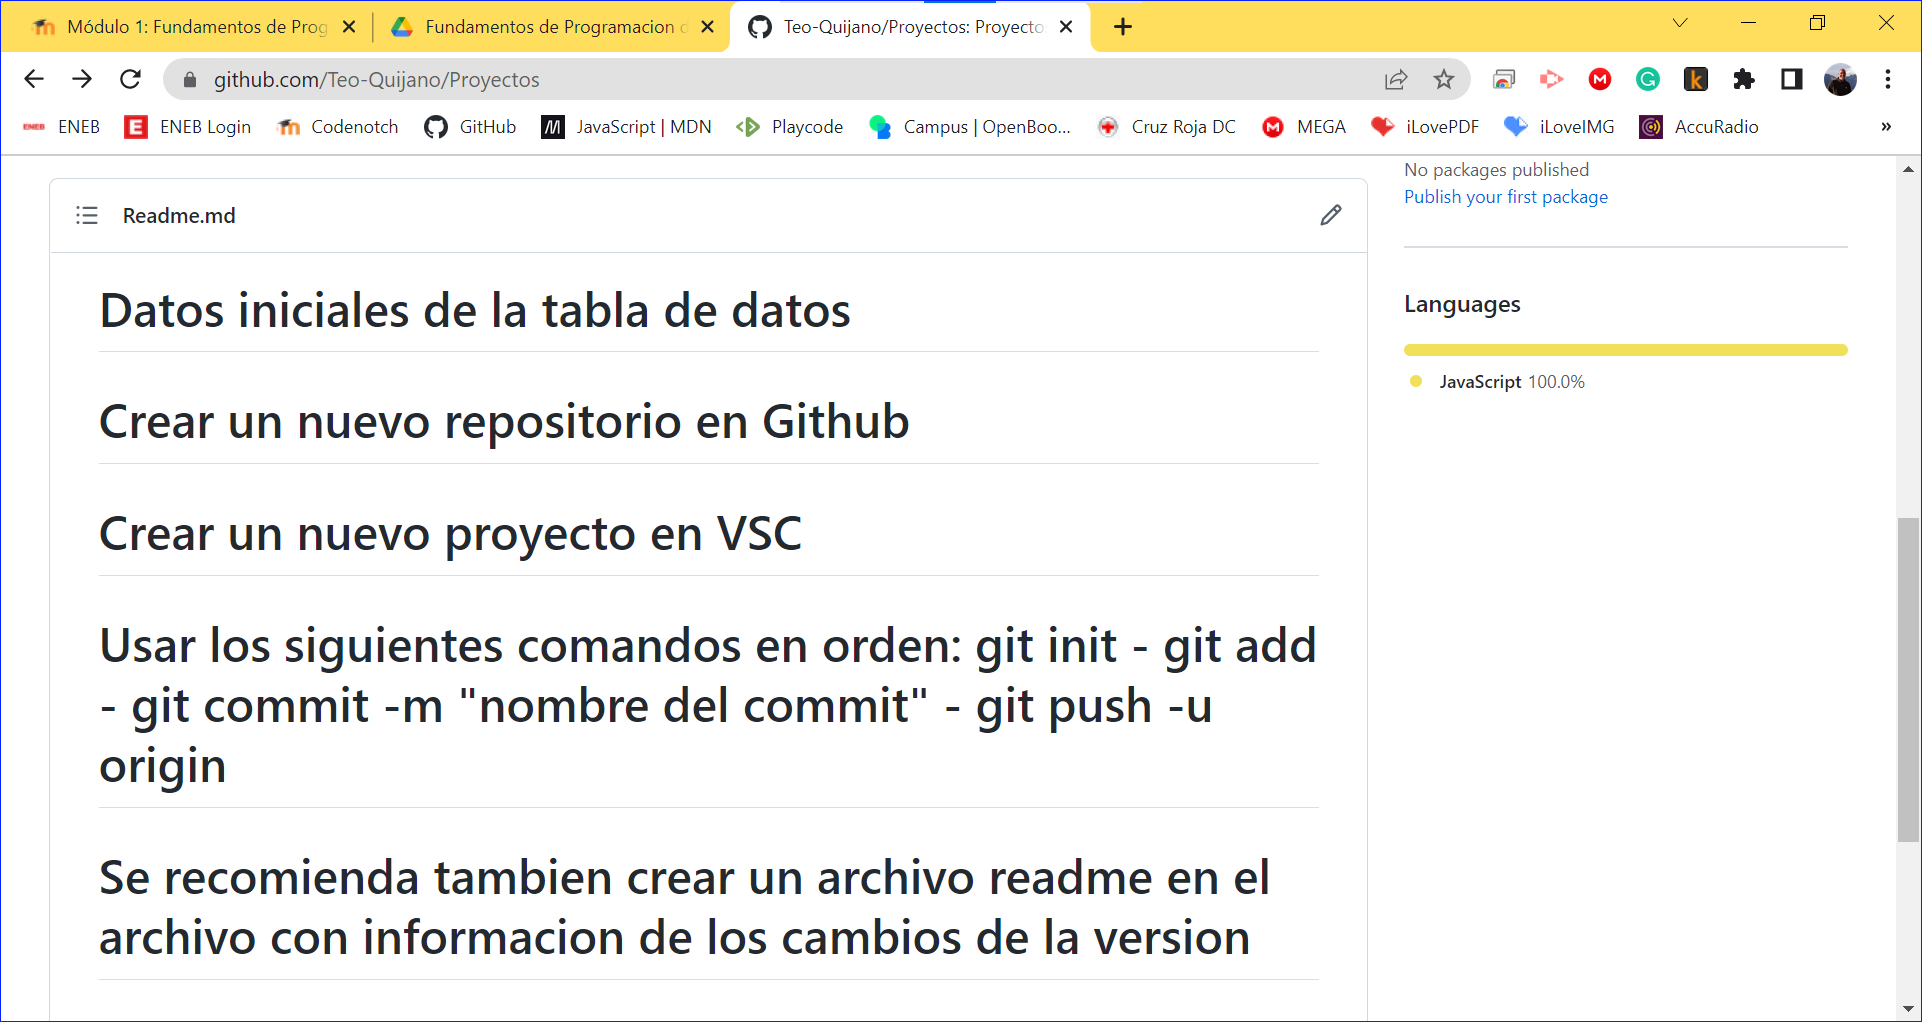 Módulo 1: Fundamentos de Prog
Fundamentos de Programacion d
Teo-Quijano/Proyectos: Proyecto
github.com/Teo-Quijano/Proyectos
ENEB ENEB
ENEB Login
Codenotch
GitHub
JavaScript | MDN
Playcode
Campus | OpenBoo...
Cruz Roja DC
MEGA
iLovePDF
iLoveIMG
AccuRadio
»
Readme.md
Datos iniciales de la tabla de datos
Crear un nuevo repositorio en Github
Crear un nuevo proyecto en VSC
Usar los siguientes comandos en orden: git init - git add
- git commit -m "nombre del commit" - git push -u
origin
Se recomienda tambien crear un archivo readme en el
archivo con informacion de los cambios de la version
No packages published
Publish your first package
Languages
JavaScript 100.0%